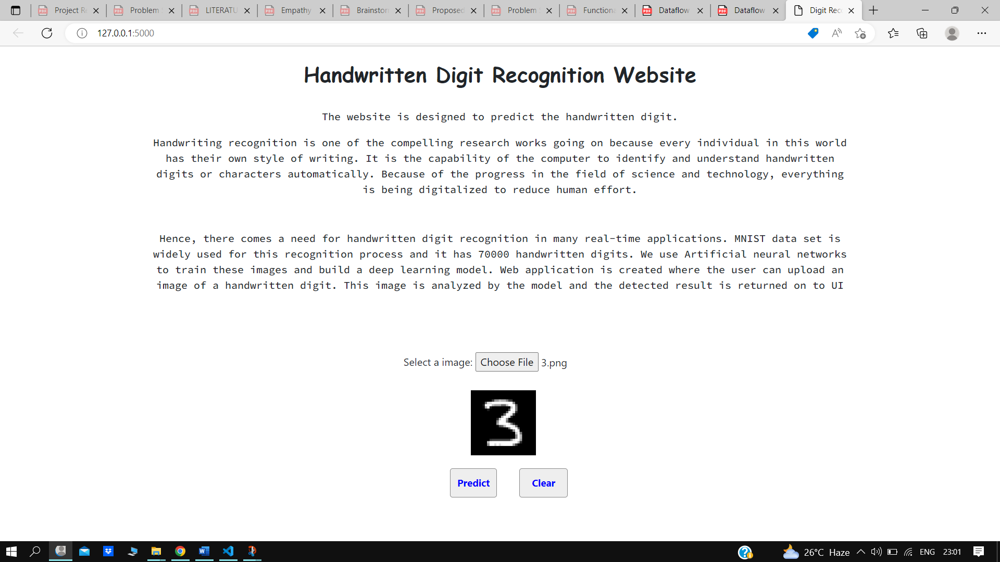 Project Re
Problem S
LITERATU
Empathy
Brainstorm
Proposed
Problem S
Functiona
Dataflow
Dataflow
Digit Reco
127.0.0.1:5000
Handwritten Digit Recognition Website
The website is designed to predict the handwritten digit.
Handwriting recognition is one of the compelling research works going on because every individual in this world
has their own style of writing. It is the capability of the computer to identify and understand handwritten
digits or characters automatically. Because of the progress in the field of science and technology, everything
is being digitalized to reduce human effort.
Hence, there comes a need for handwritten digit recognition in many real-time applications. MNIST data set is
widely used for this recognition process and it has 70000 handwritten digits. We use Artificial neural networks
to train these images and build a deep learning model. Web application is created where the user can upload an
image of a handwritten digit. This image is analyzed by the model and the detected result is returned on to UI
Select a image: Choose File 3.png
3
Predict Clear
26°C Haze ENG 23:01